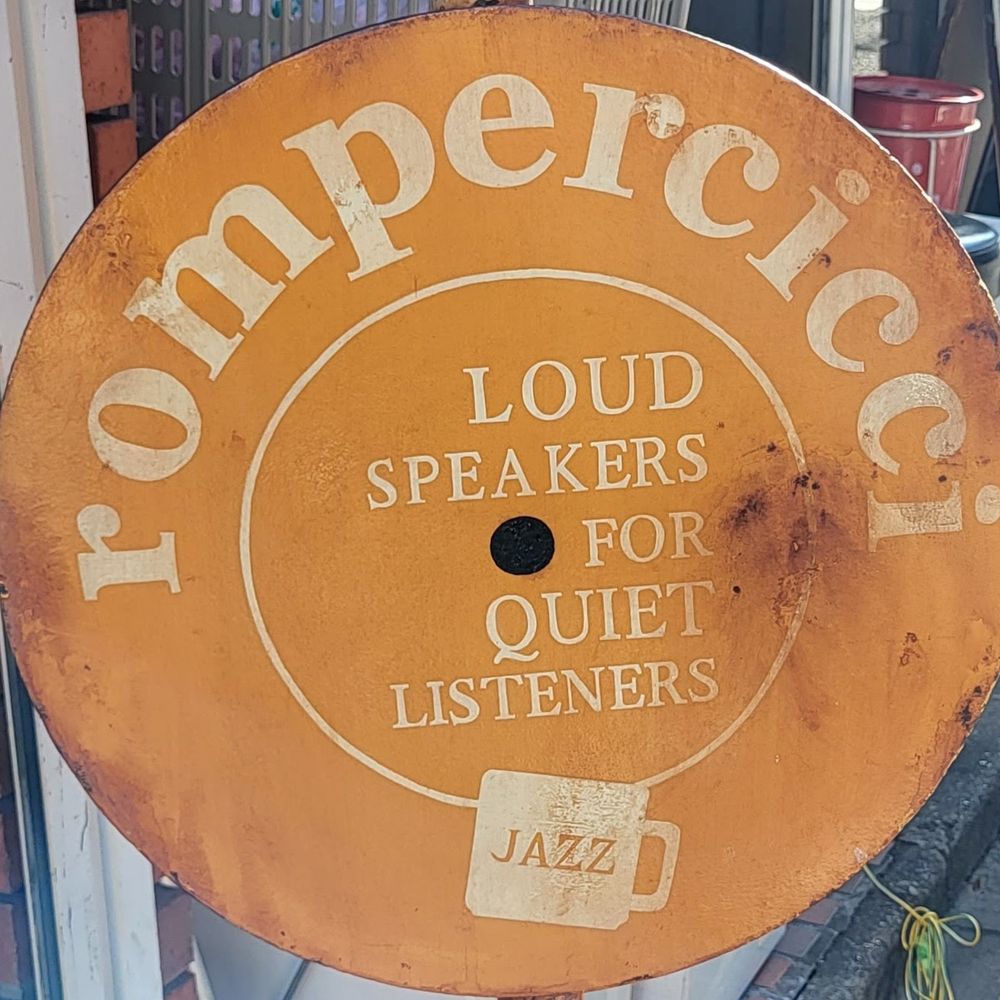 rompercicci
LOUD
SPEAKERS
FOR
QUIET
LISTENERS
JAZZ